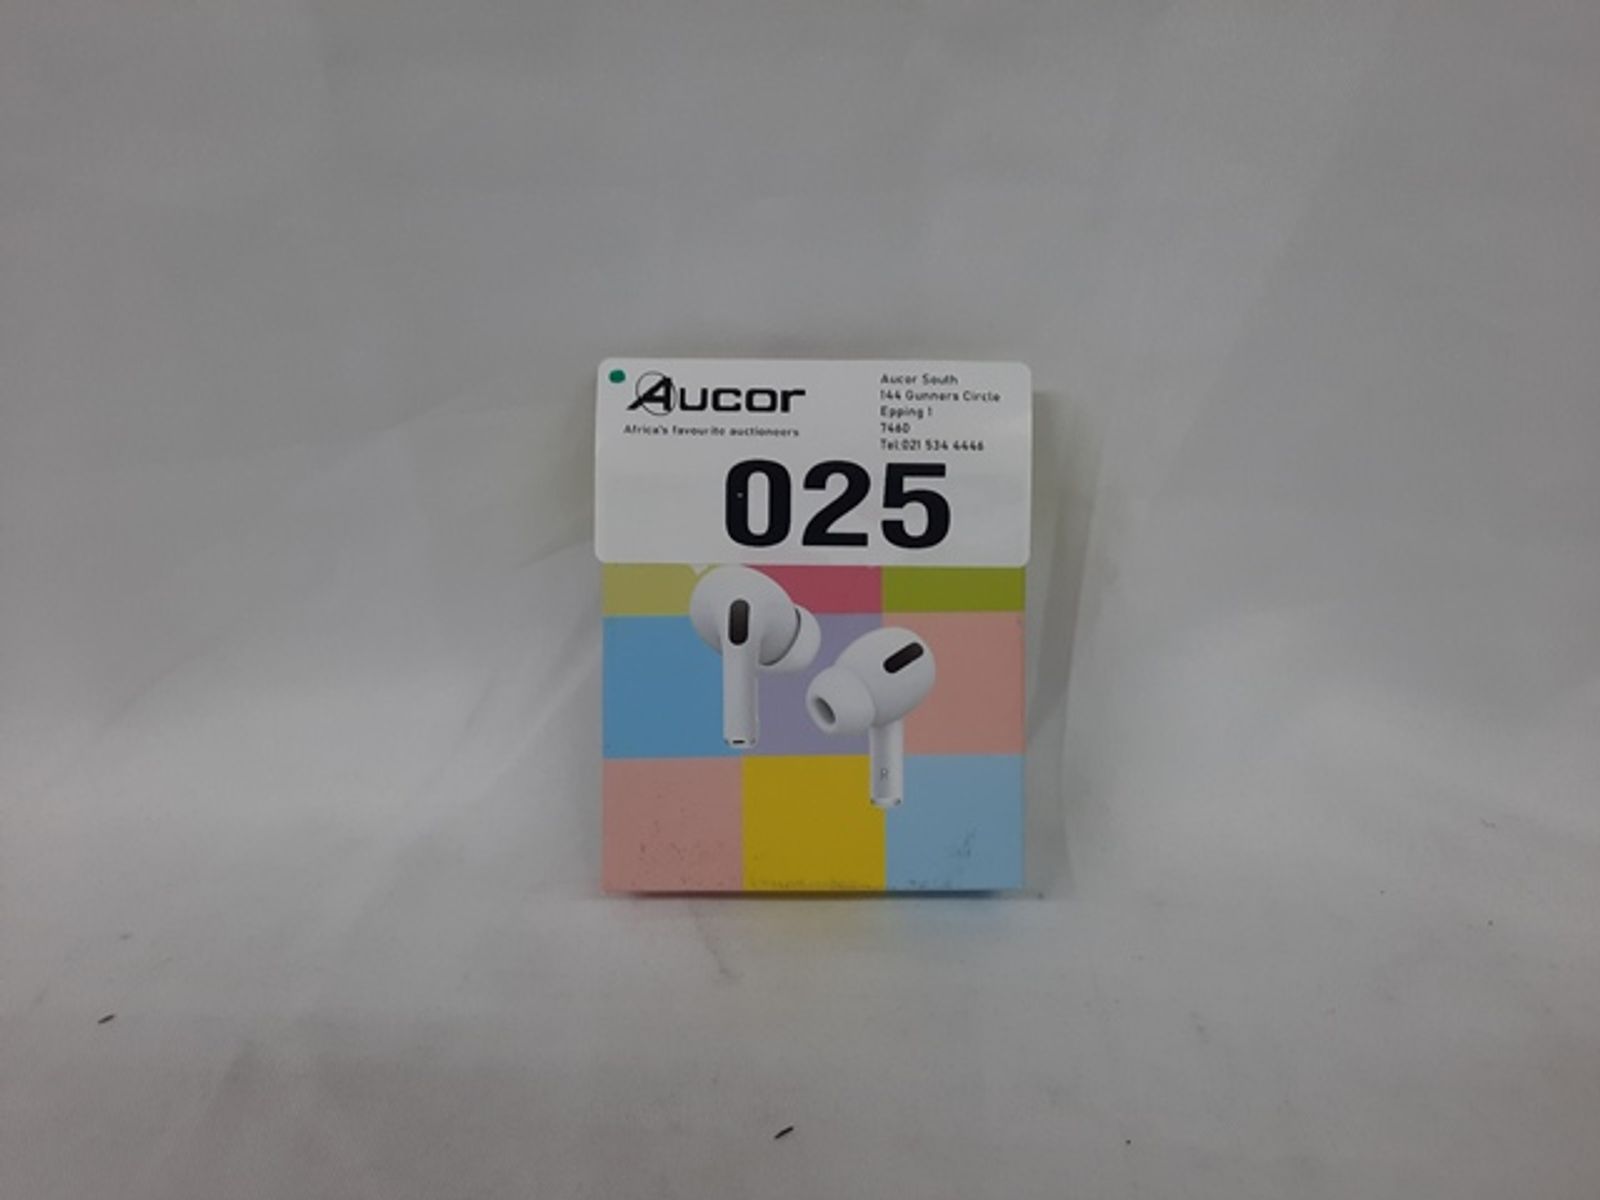 Aucor
Africa's favourite auctioneers
Aucor South
144 Gunners Circle
Epping 1
7460
Tel:021 534 4446
025
R